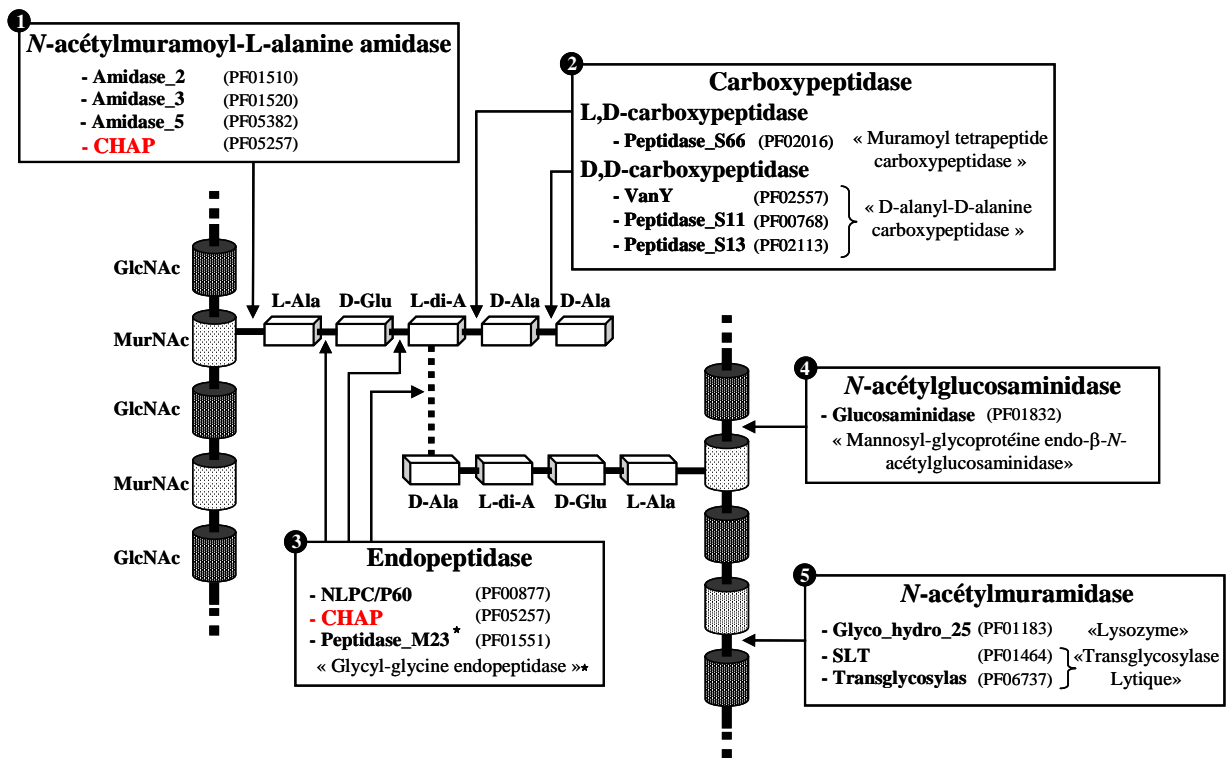 1
N-acétylmuramoyl-L-alanine amidase
- Amidase_2 (PF01510)
- Amidase_3 (PF01520)
- Amidase_5 (PF05382)
- CHAP (PF05257)
2
Carboxypeptidase
L,D-carboxypeptidase
- Peptidase_S66 (PF02016) « Muramoyl tetrapeptide
carboxypeptidase »
D,D-carboxypeptidase
- VanY (PF02557)
- Peptidase_S11 (PF00768)
- Peptidase_S13 (PF02113)
« D-alanyl-D-alanine
carboxypeptidase »
GlcNAc
MurNAc
GlcNAc
MurNAc
GlcNAc
L-Ala D-Glu L-di-A D-Ala D-Ala
D-Ala L-di-A D-Glu L-Ala
3
Endopeptidase
- NLPC/P60 (PF00877)
- CHAP (PF05257)
- Peptidase_M23* (PF01551)
« Glycyl-glycine endopeptidase »*
4
N-acétylglucosaminidase
- Glucosaminidase (PF01832)
« Mannosyl-glycoprotéine endo-β-N-
acétylglucosaminidase»
5
N-acétylmuramidase
- Glyco_hydro_25 (PF01183) «Lysozyme»
- SLT (PF01464) «Transglycosylase
- Transglycosylas (PF06737) Lytique»